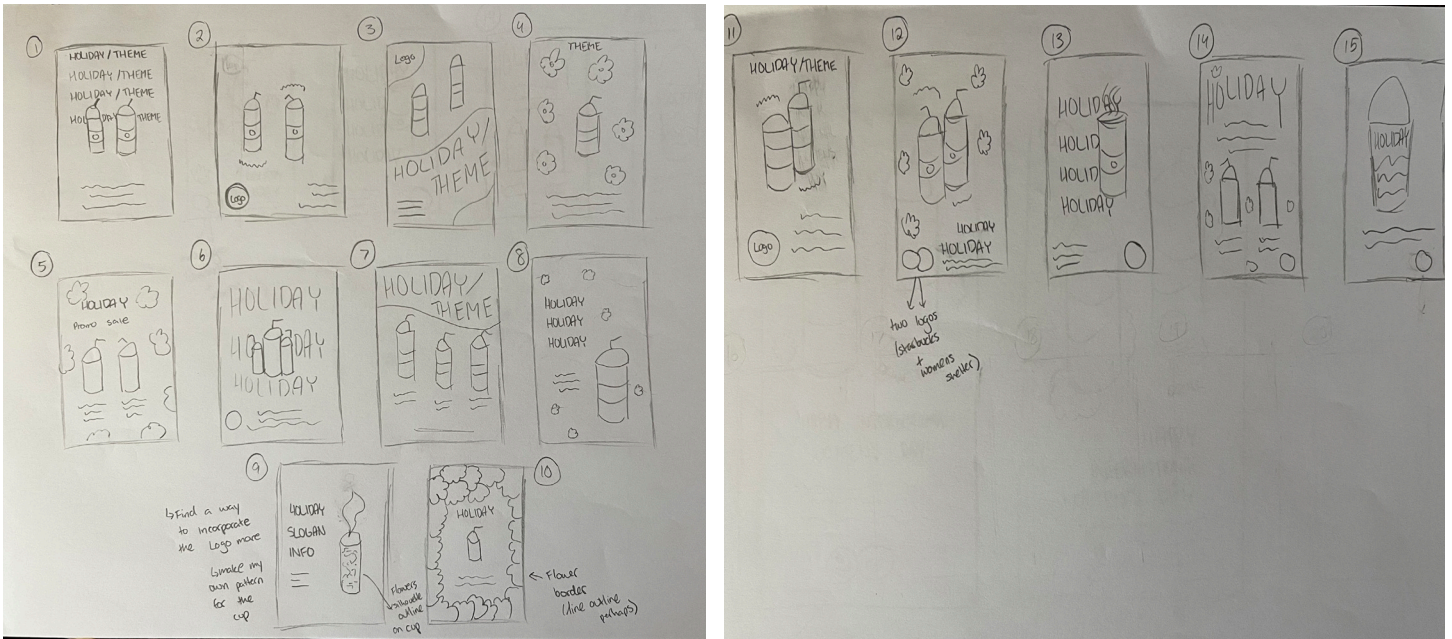 1
HOLIDAY/THEME
HOLIDAY/THEME
HOLIDAY/THEME
HOLIDAY THEME
2
Logo
3
Logo
HOLIDAY/
THEME
4
THEME
5
HOLIDAY
Promo sale
6
HOLIDAY
HOLIDAY
HOLIDAY
7
HOLIDAY/
THEME
8
HOLIDAY
HOLIDAY
HOLIDAY
9
↳Find a way
to incorporate
the Logo more
↳make my
own pattern
for the
cup
HOLIDAY
SLOGAN
INFO
Flowers
silhouette
outline
on cup
10
HOLIDAY
← Flower
border
(line outline
perhaps)
11
HOLIDAY/THEME
Logo
12
HOLIDAY
HOLIDAY
two logos
(starbucks
+
womens
shelter)
13
HOLIDAY
HOLID
HOLID
HOLID
HOLIDAY
14
HOLIDAY
15
HOLIDAY